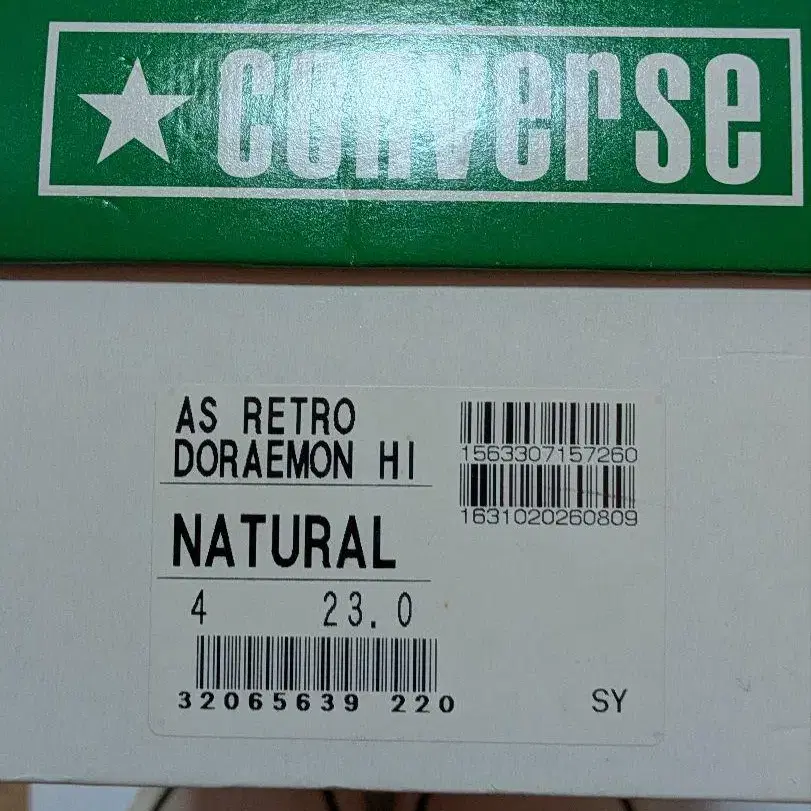 ★ converse
AS RETRO
DORAEMON HI
NATURAL
4 23.0
32065639 220
1563307157260
1631020260809
SY